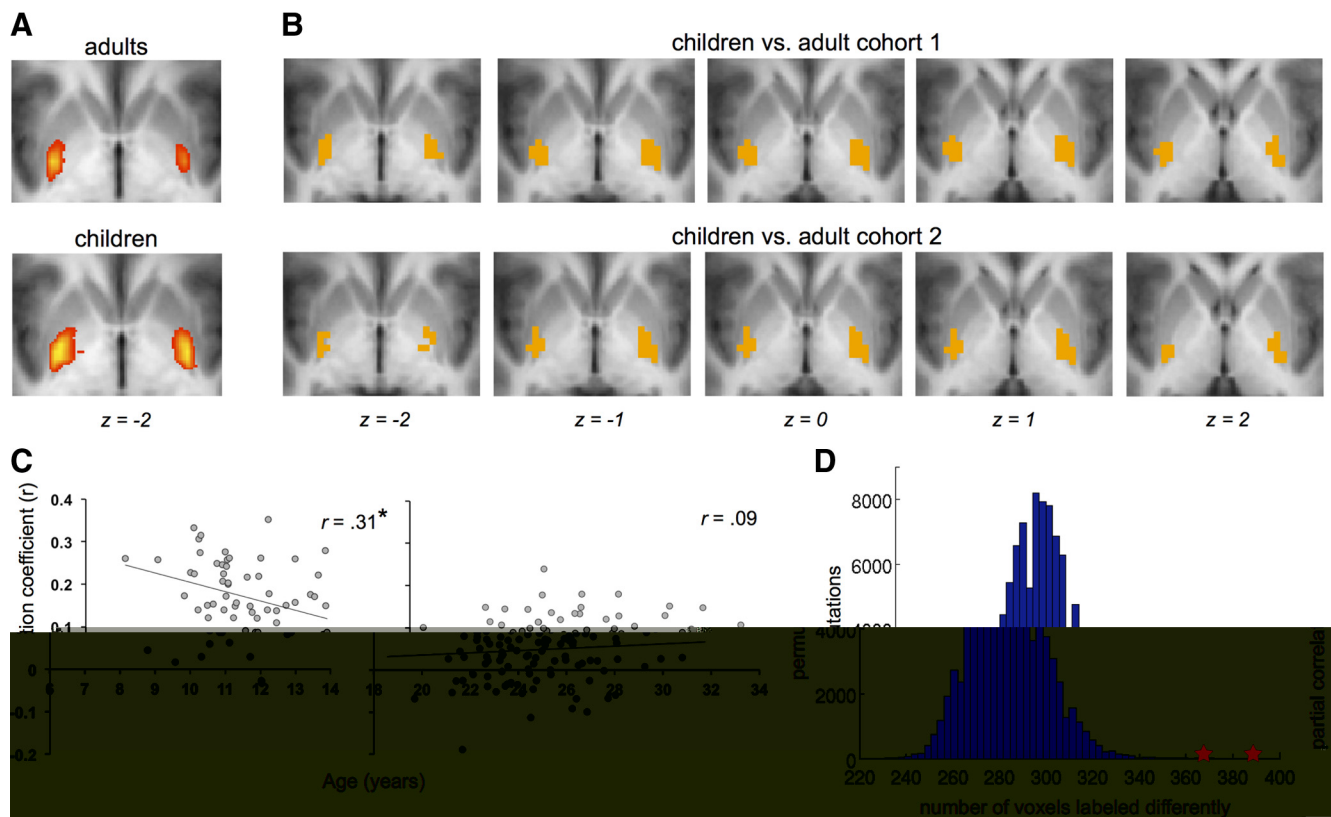 A
B
adults
children vs. adult cohort 1
children
children vs. adult cohort 2
z = -2
z = -2
z = -1
z = 0
z = 1
z = 2
C
D
tion coefficient (r)
0.4
0.3
0.2
0.1
0
-0.1
-0.2
r = .31*
r = .09
6 7 8 9 10 11 12 13 14
18 20 22 24 26 28 30 32 34
Age (years)
permutations
8000
6000
4000
2000
0
220 240 260 280 300 320 340 360 380 400
number of voxels labeled differently
partial correla